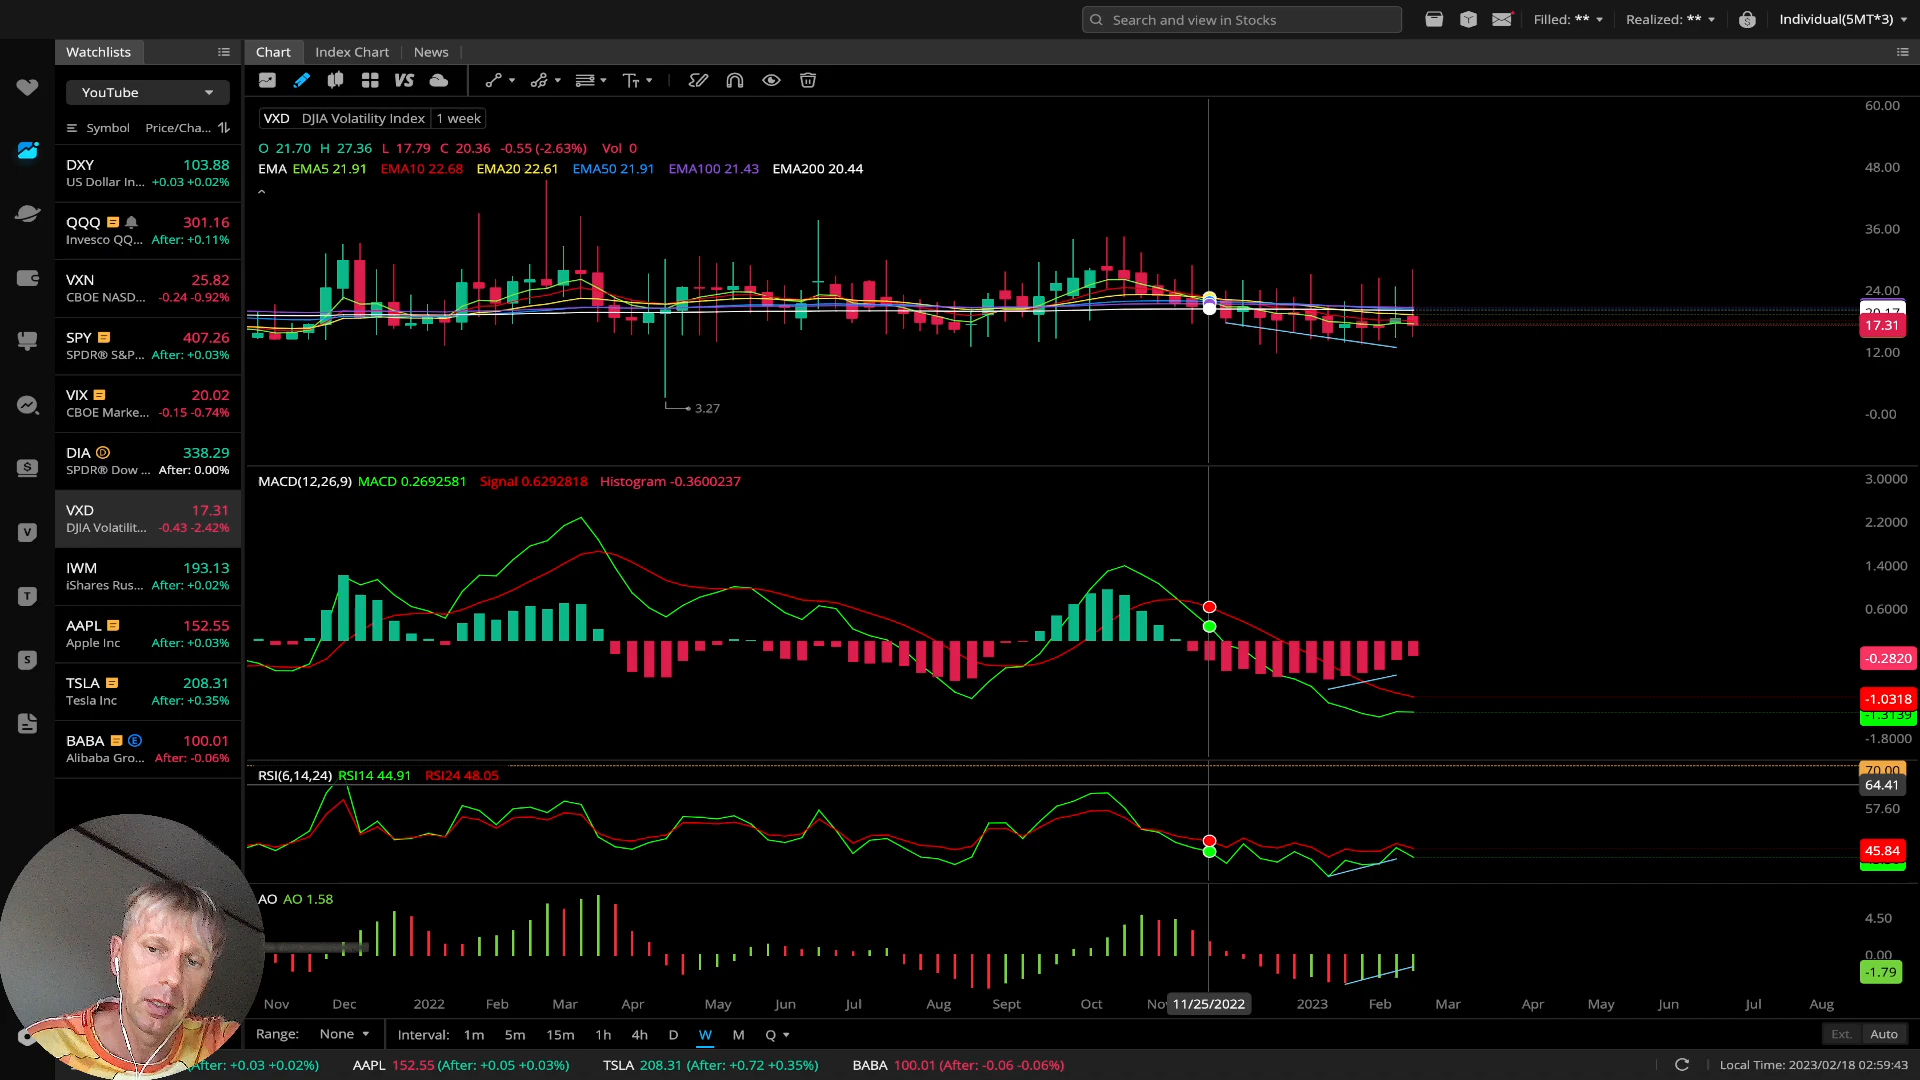 Search and view in Stocks
Filled: **
Realized: **
Individual(5MT*3)
Watchlists
Chart
Index Chart
News
YouTube
VS
Symbol
Price/Cha...
VXD DJIA Volatility Index 1 week
O 21.70 H 27.36 L 17.79 C 20.36 -0.55 (-2.63%) Vol 0
EMA EMA5 21.91 EMA10 22.68 EMA20 22.61 EMA50 21.91 EMA100 21.43 EMA200 20.44
DXY 103.88
US Dollar In... +0.03 +0.02%
QQQ 301.16
Invesco QQ... After: +0.11%
VXN 25.82
CBOE NASD... -0.24 -0.92%
SPY 407.26
SPDR® S&P... After: +0.03%
VIX 20.02
CBOE Marke... -0.15 -0.74%
DIA D 338.29
SPDR® Dow ... After: 0.00%
VXD 17.31
DJIA Volatilit... -0.43 -2.42%
IWM 193.13
iShares Rus... After: +0.02%
AAPL 152.55
Apple Inc After: +0.03%
TSLA 208.31
Tesla Inc After: +0.35%
BABA E 100.01
Alibaba Gro... After: -0.06%
60.00
48.00
36.00
24.00
17.31
12.00
-0.00
3.27
MACD(12,26,9) MACD 0.2692581 Signal 0.6292818 Histogram -0.3600237
3.0000
2.2000
1.4000
0.6000
-0.2820
-1.0318
-1.3139
-1.8000
RSI(6,14,24) RSI14 44.91 RSI24 48.05
70.00
64.41
57.60
45.84
AO AO 1.58
4.50
0.00
-1.79
Nov Dec 2022 Feb Mar Apr May Jun Jul Aug Sept Oct Nov 11/25/2022 2023 Feb Mar Apr May Jun Jul Aug
Range: None Interval: 1m 5m 15m 1h 4h D W M Q
Ext. Auto
(After: +0.03 +0.02%) AAPL 152.55 (After: +0.05 +0.03%) TSLA 208.31 (After: +0.72 +0.35%) BABA 100.01 (After: -0.06 -0.06%)
Local Time: 2023/02/18 02:59:43